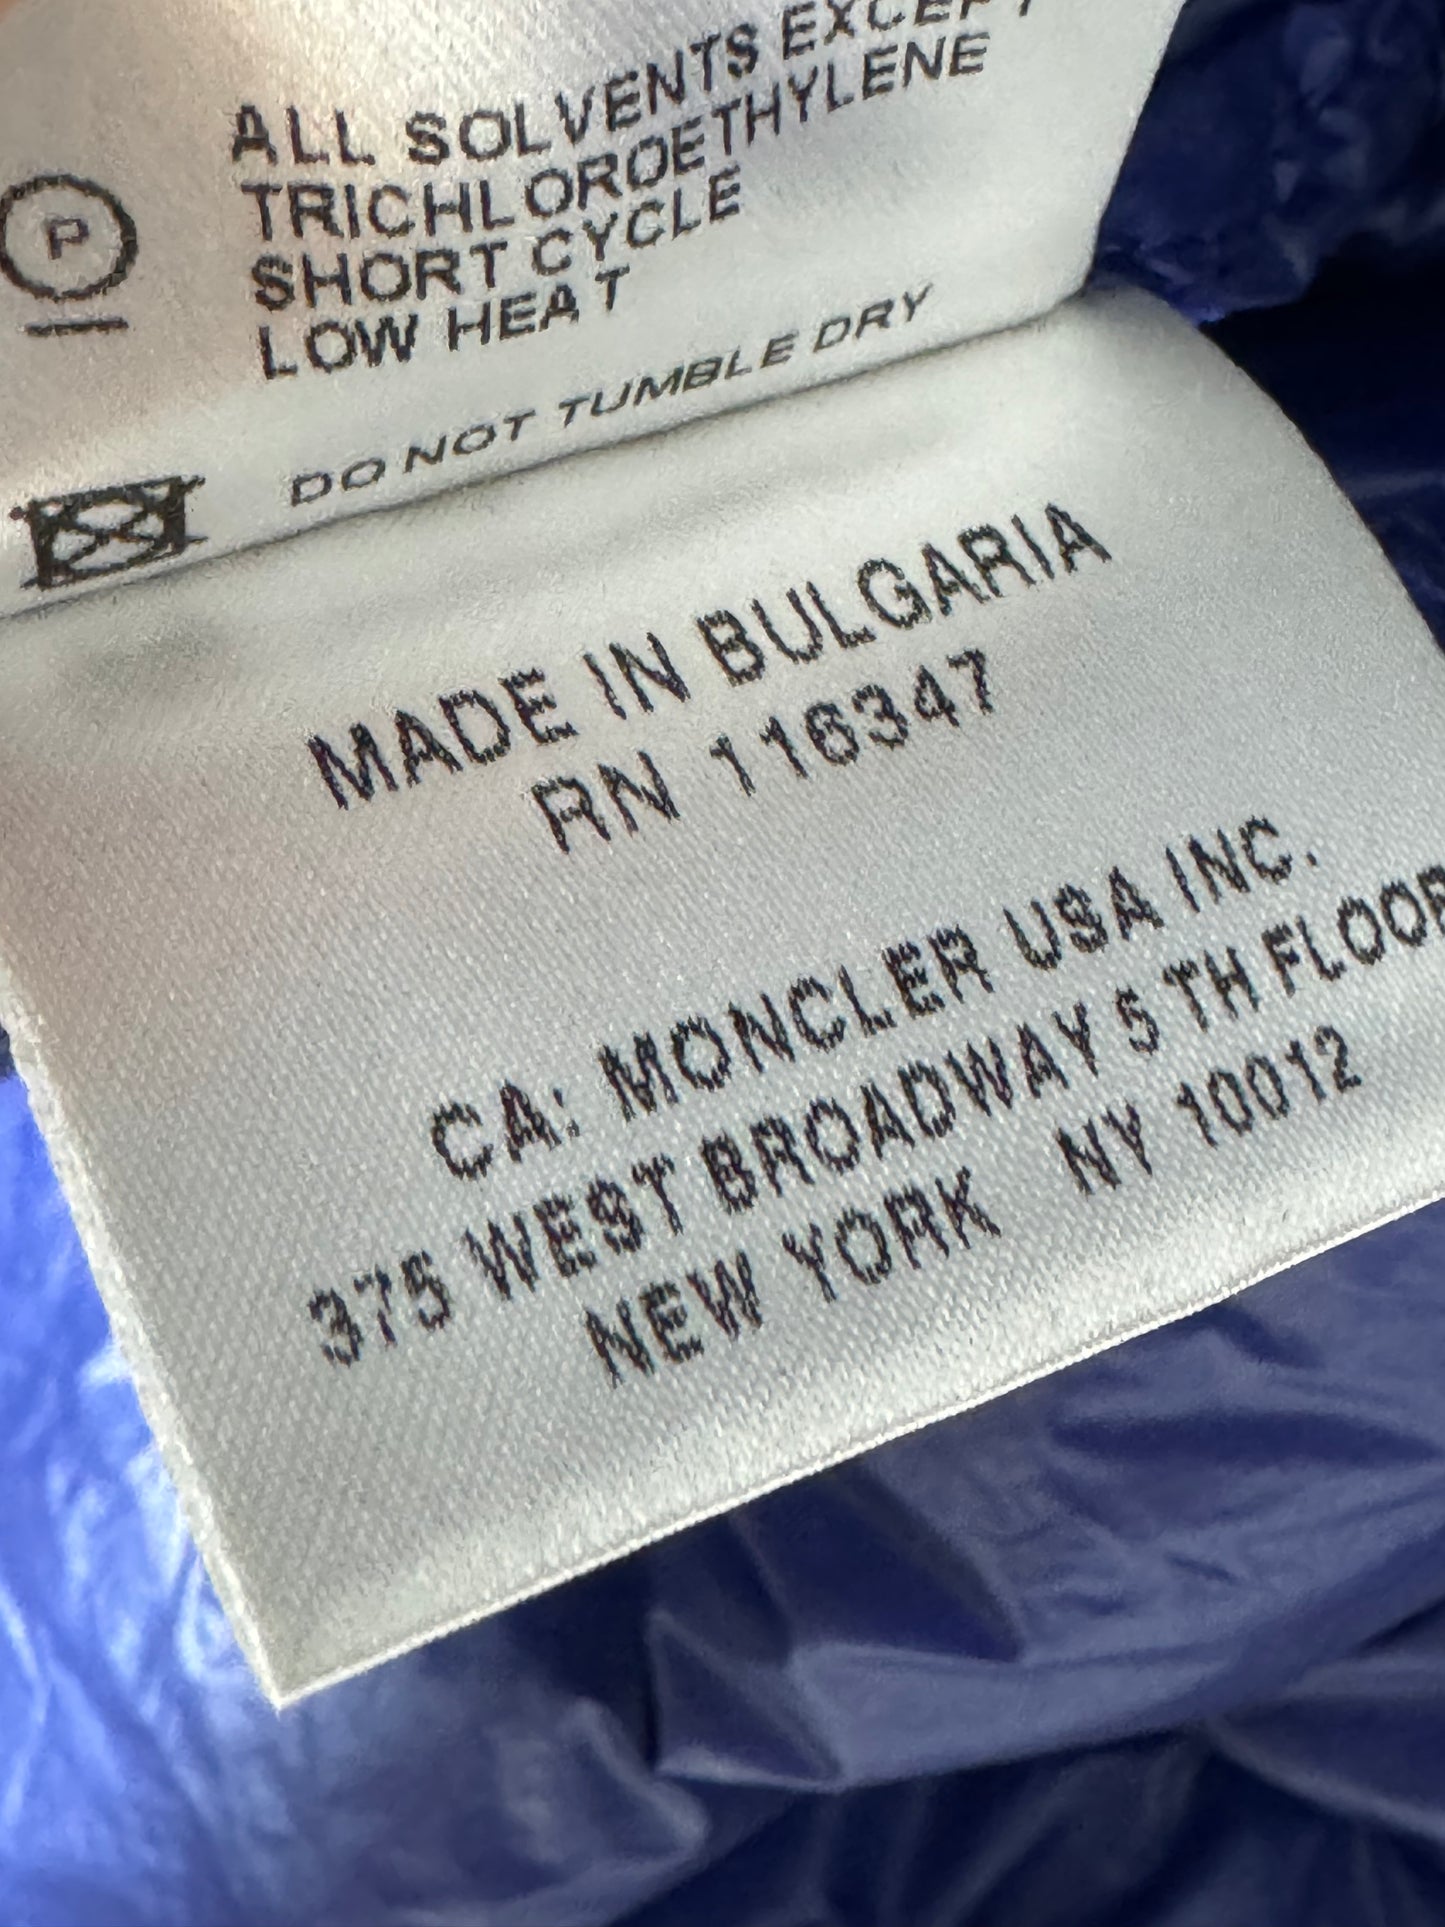 ALL SOLVENTS EXCEPT
P
TRICHLOROETHYLENE
SHORT CYCLE
LOW HEAT
DO NOT TUMBLE DRY
MADE IN BULGARIA
RN 116347
CA: MONCLER USA INC.
375 WEST BROADWAY 5 TH FLOOR
NEW YORK NY 10012